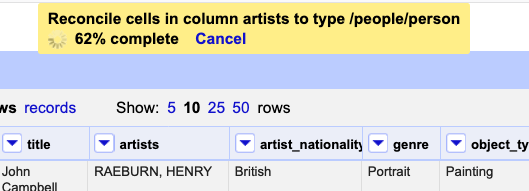 Reconcile cells in column artists to type /people/person
62% complete Cancel
ws records Show: 5 10 25 50 rows
title artists artist_nationality genre object_ty
John RAEBURN, HENRY British Portrait Painting
Campbell